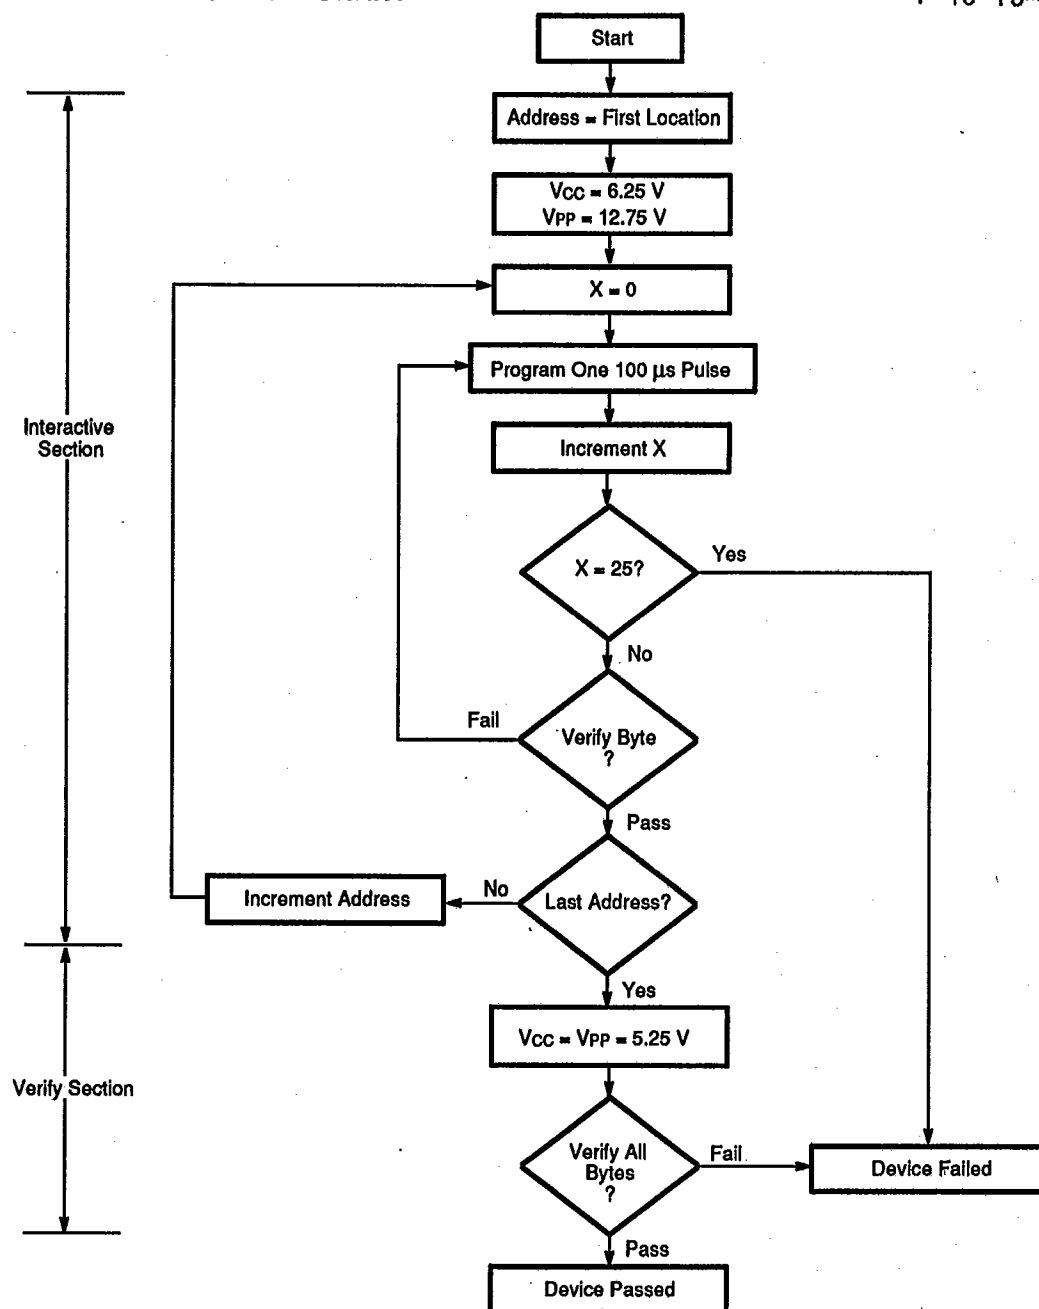 Start
Address = First Location
VCC = 6.25 V
VPP = 12.75 V
X = 0
Program One 100 µs Pulse
Interactive
Section
Increment X
X = 25?
Yes
No
Fail
Verify Byte
?
Pass
Increment Address
No
Last Address?
Yes
VCC = VPP = 5.25 V
Verify Section
Verify All
Bytes
?
Fail
Device Failed
Pass
Device Passed